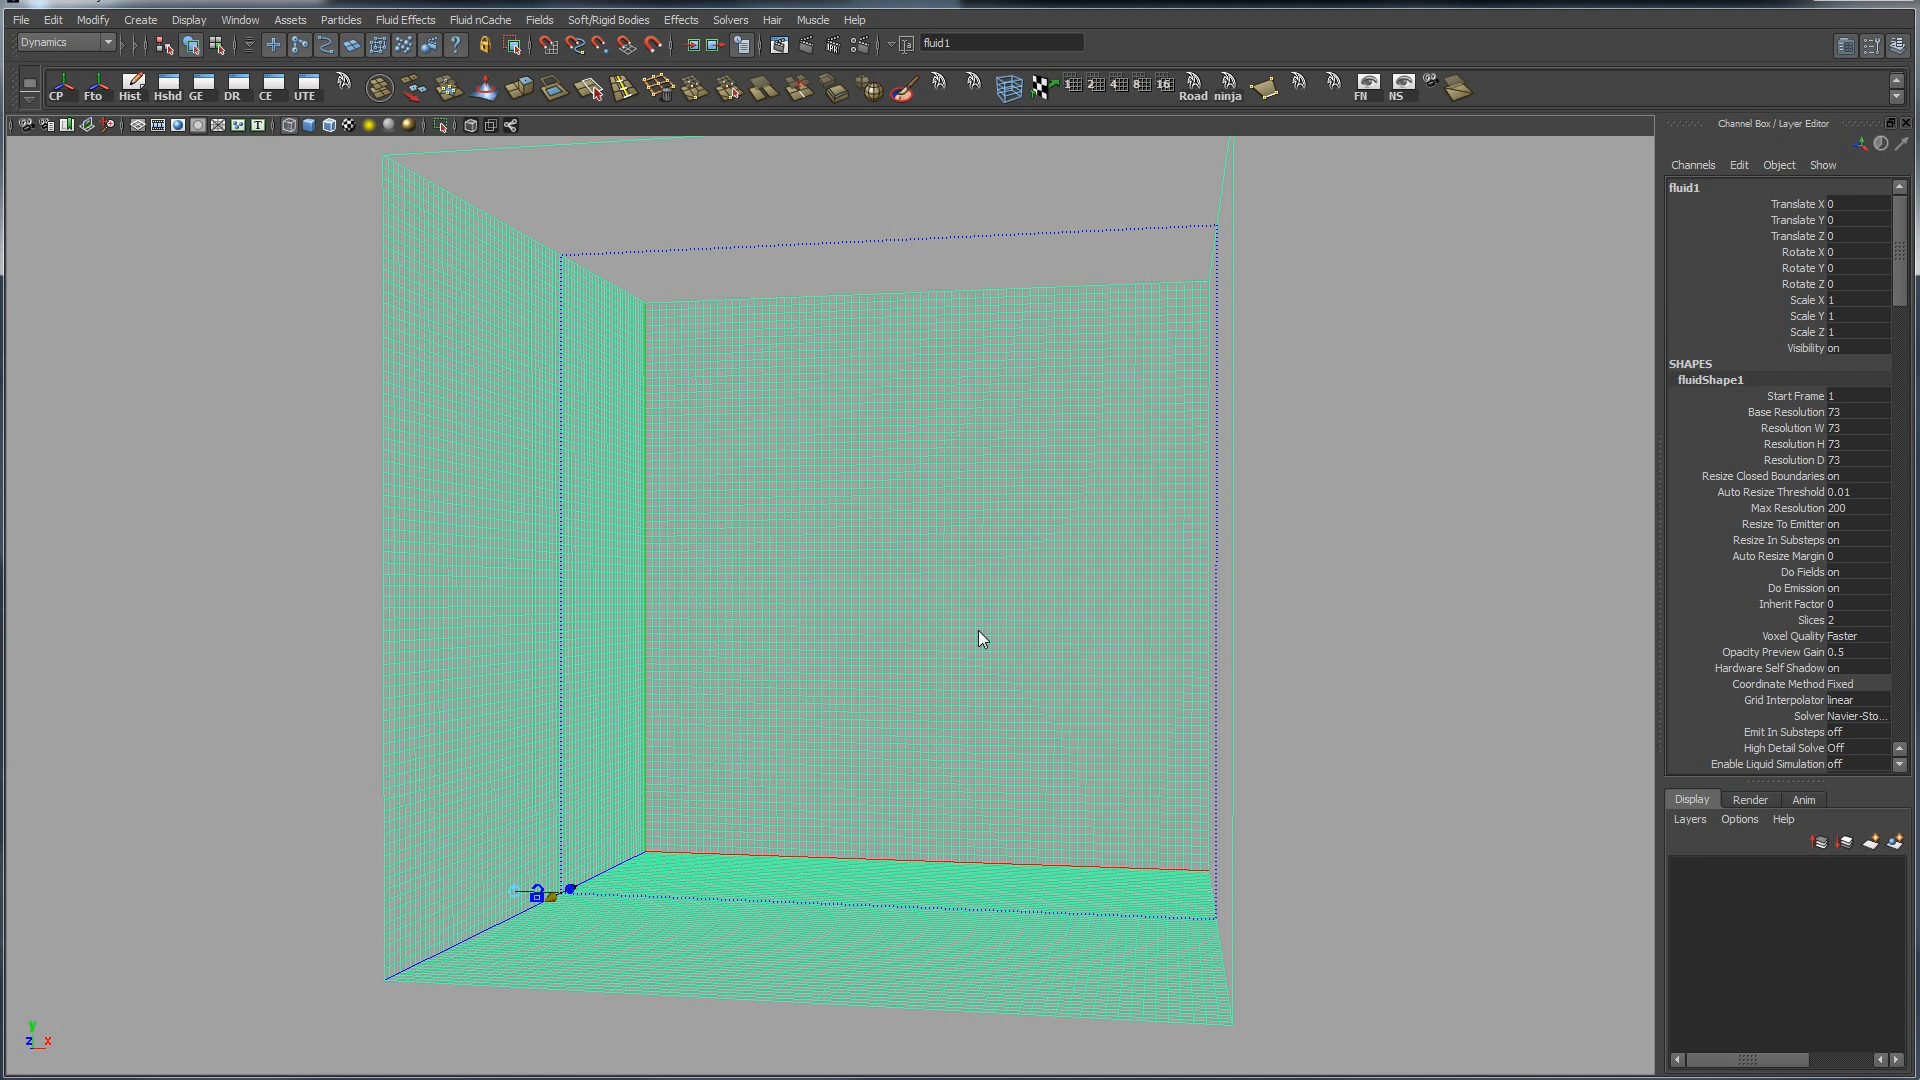 File Edit Modify Create Display Window Assets Particles Fluid Effects Fluid nCache Fields Soft/Rigid Bodies Effects Solvers Hair Muscle Help
Dynamics
fluid1
CP Fto Hist Hshd GE DR CE UTE 1 2 4 8 16 Road ninja FN NS
Channel Box / Layer Editor
Channels Edit Object Show
fluid1
Translate X 0
Translate Y 0
Translate Z 0
Rotate X 0
Rotate Y 0
Rotate Z 0
Scale X 1
Scale Y 1
Scale Z 1
Visibility on
SHAPES
fluidShape1
Start Frame 1
Base Resolution 73
Resolution W 73
Resolution H 73
Resolution D 73
Resize Closed Boundaries on
Auto Resize Threshold 0.01
Max Resolution 200
Resize To Emitter on
Resize In Substeps on
Auto Resize Margin 0
Do Fields on
Do Emission on
Inherit Factor 0
Slices 2
Voxel Quality Faster
Opacity Preview Gain 0.5
Hardware Self Shadow on
Coordinate Method Fixed
Grid Interpolator linear
Solver Navier-Sto...
Emit In Substeps off
High Detail Solve Off
Enable Liquid Simulation off
Display Render Anim
Layers Options Help
y
z x